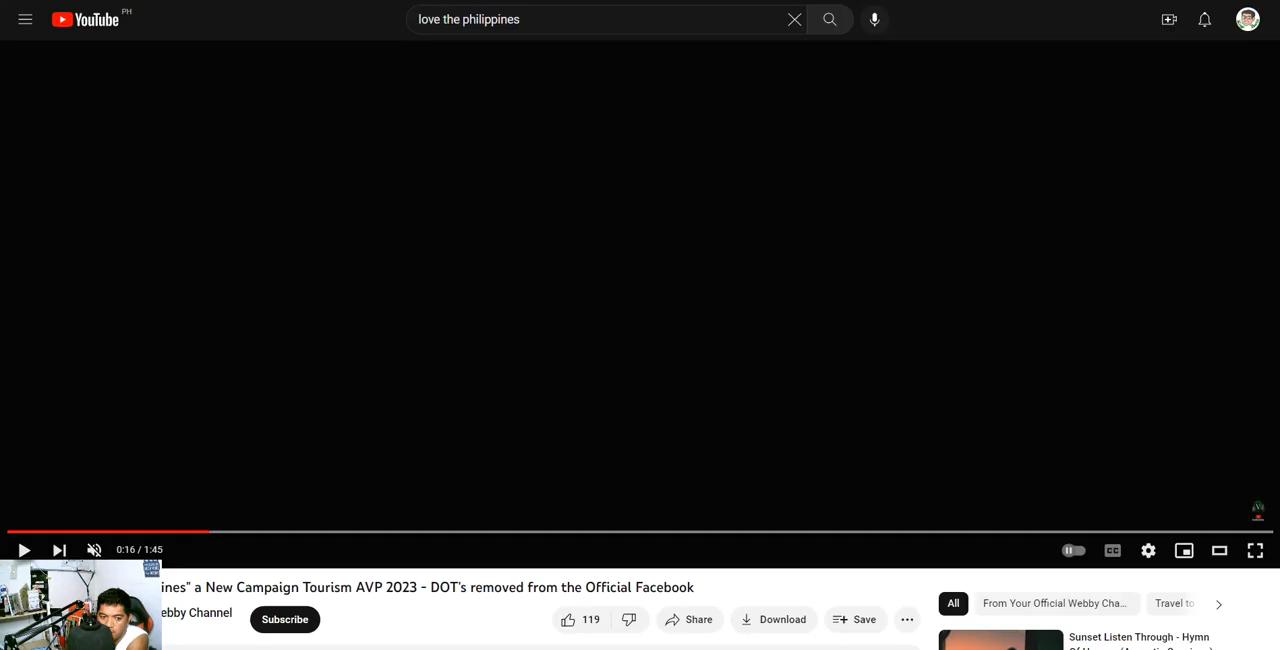 YouTube PH
love the philippines
0:16 / 1:45
CC
ines" a New Campaign Tourism AVP 2023 - DOT's removed from the Official Facebook
ebby Channel
Subscribe
119
Share
Download
Save
All
From Your Official Webby Cha...
Travel to
Sunset Listen Through - Hymn